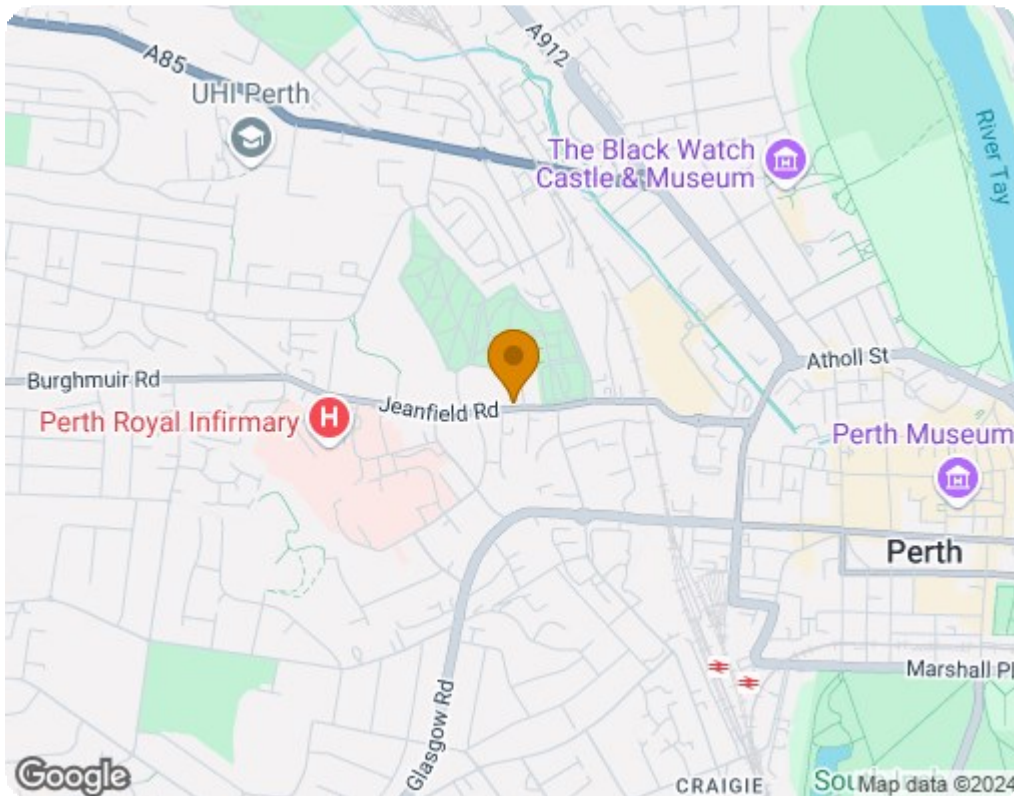 A85
UHI Perth
A912
River Tay
The Black Watch
Castle & Museum
Atholl St
Burghmuir Rd
Jeanfield Rd
H
Perth Royal Infirmary
Perth Museum
Perth
Marshall Pl
Glasgow Rd
CRAIGIE
Google
Map data ©2024